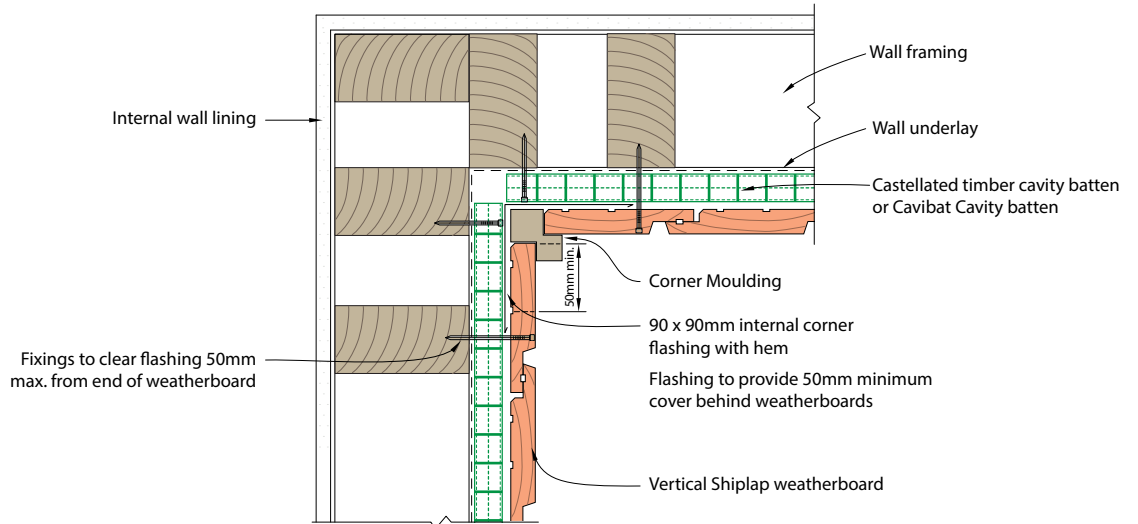 Wall framing
Internal wall lining
Wall underlay
Castellated timber cavity batten
or Cavibat Cavity batten
50mm min.
Corner Moulding
90 x 90mm internal corner
flashing with hem
Fixings to clear flashing 50mm
max. from end of weatherboard
Flashing to provide 50mm minimum
cover behind weatherboards
Vertical Shiplap weatherboard